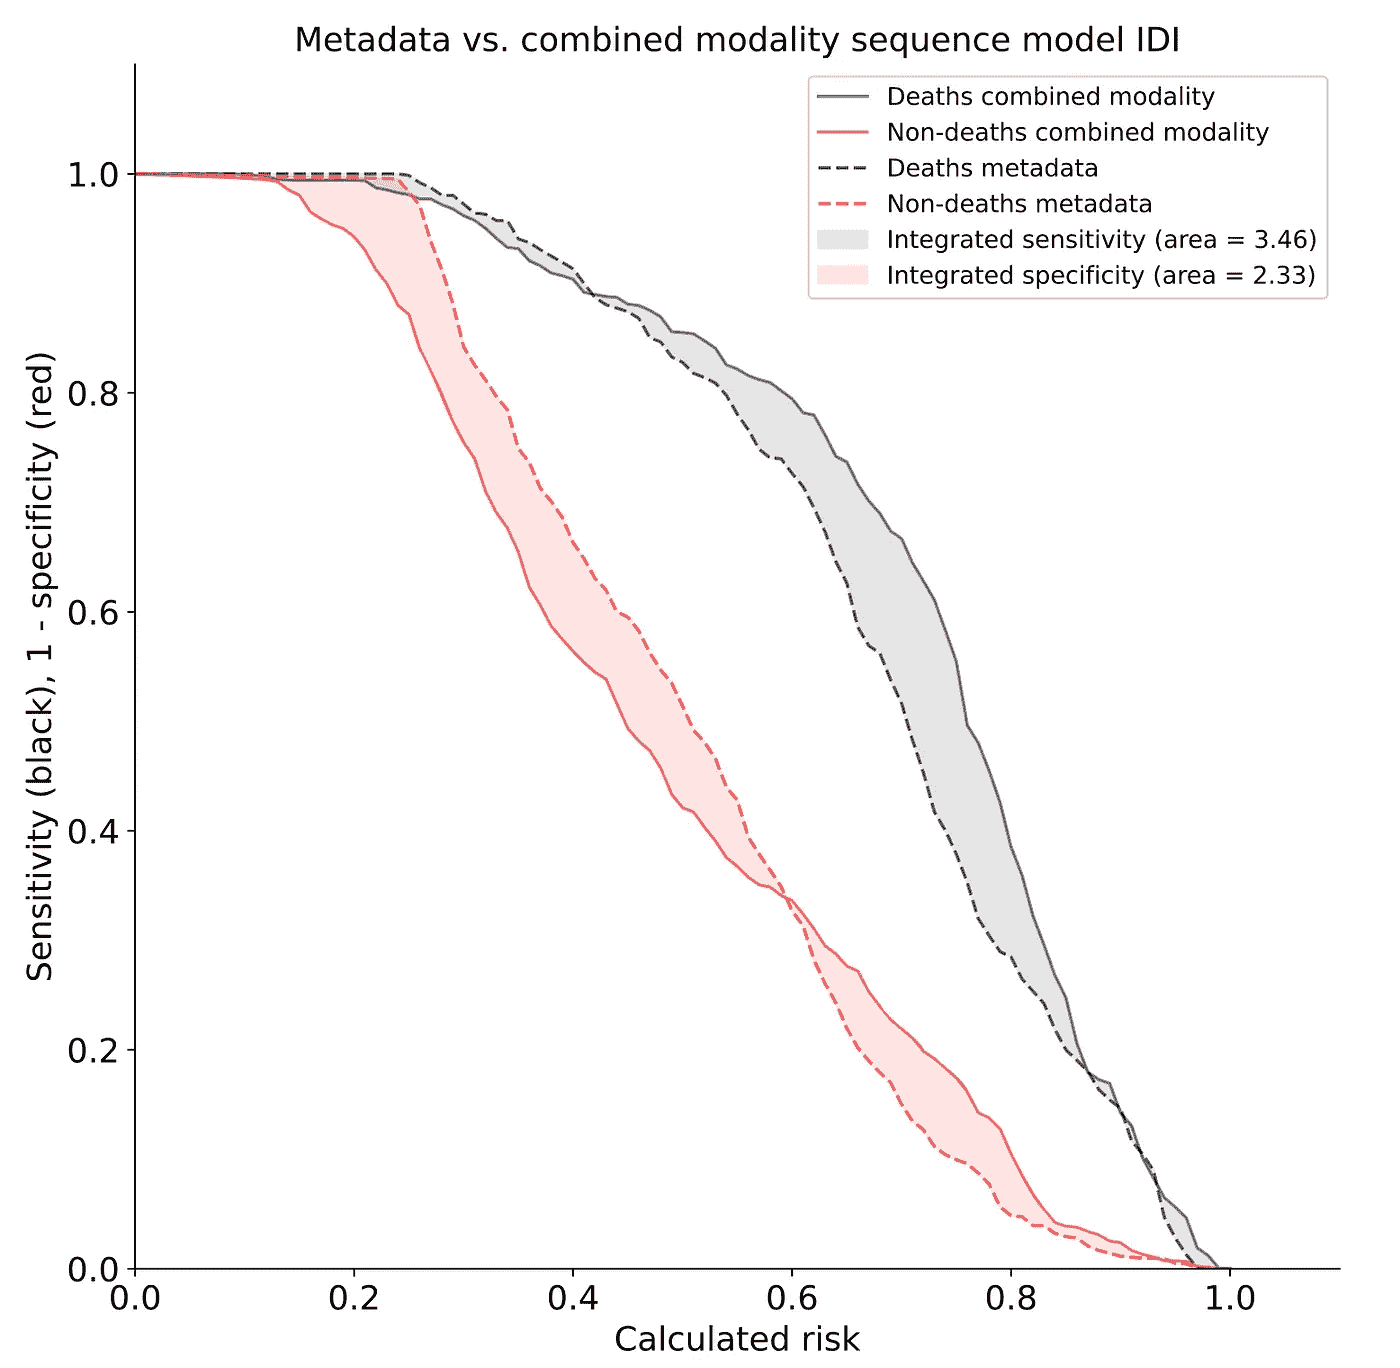 Metadata vs. combined modality sequence model IDI
Deaths combined modality
Non-deaths combined modality
Deaths metadata
Non-deaths metadata
Integrated sensitivity (area = 3.46)
Integrated specificity (area = 2.33)
Sensitivity (black), 1 - specificity (red)
1.0
0.8
0.6
0.4
0.2
0.0
0.0 0.2 0.4 0.6 0.8 1.0
Calculated risk